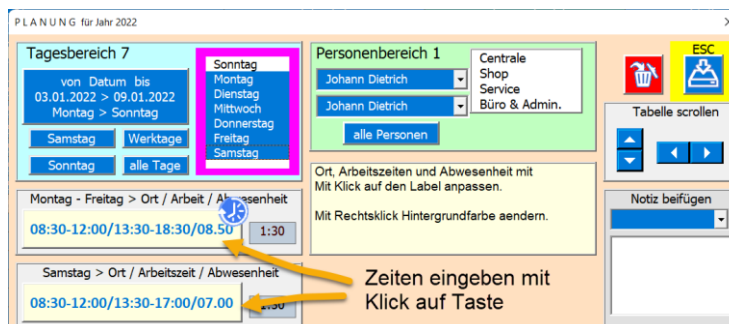 P L A N U N G für Jahr 2022
Tagesbereich 7
von Datum bis
03.01.2022 > 09.01.2022
Montag > Sonntag
Samstag
Werktage
Sonntag
alle Tage
Sonntag
Montag
Dienstag
Mittwoch
Donnerstag
Freitag
Samstag
Personenbereich 1
Johann Dietrich
Johann Dietrich
alle Personen
Centrale
Shop
Service
Büro & Admin.
ESC
Tabelle scrollen
Ort, Arbeitszeiten und Abwesenheit mit
Mit Klick auf den Label anpassen.
Mit Rechtsklick Hintergrundfarbe aendern.
Montag - Freitag > Ort / Arbeit / Abwesenheit
08:30-12:00/13:30-18:30/08.50
1:30
Notiz beifügen
Samstag > Ort / Arbeitszeit / Abwesenheit
08:30-12:00/13:30-17:00/07.00
1:30
Zeiten eingeben mit
Klick auf Taste